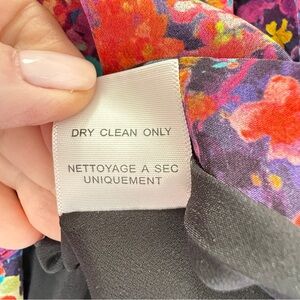 DRY CLEAN ONLY
NETTOYAGE A SEC
UNIQUEMENT